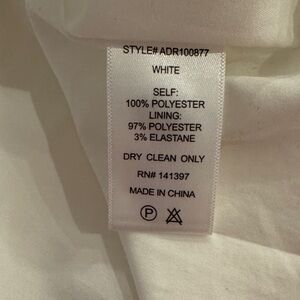 STYLE# ADR100877
WHITE
SELF:
100% POLYESTER
LINING:
97% POLYESTER
3% ELASTANE
DRY CLEAN ONLY
RN# 141397
MADE IN CHINA
P